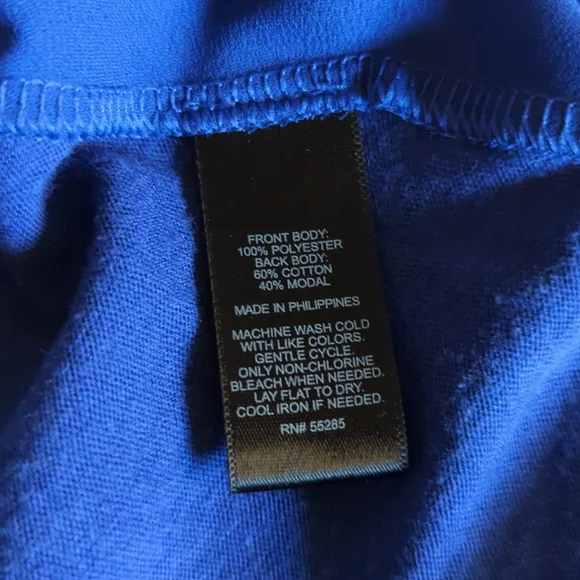 FRONT BODY:
100% POLYESTER
BACK BODY:
60% COTTON
40% MODAL
MADE IN PHILIPPINES
MACHINE WASH COLD
WITH LIKE COLORS.
GENTLE CYCLE.
ONLY NON-CHLORINE
BLEACH WHEN NEEDED.
LAY FLAT TO DRY.
COOL IRON IF NEEDED.
RN# 55285